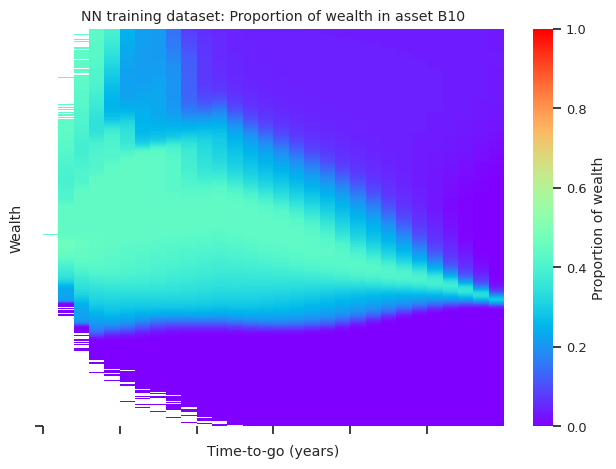 NN training dataset: Proportion of wealth in asset B10
Wealth
Time-to-go (years)
1.0
0.8
0.6
0.4
0.2
0.0
Proportion of wealth